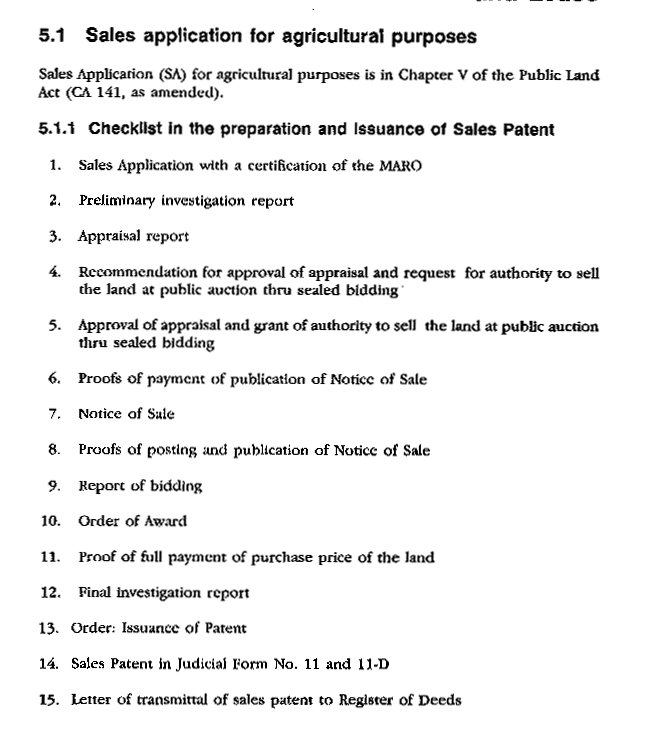 5.1 Sales application for agricultural purposes
Sales Application (SA) for agricultural purposes is in Chapter V of the Public Land
Act (CA 141, as amended).
5.1.1 Checklist in the preparation and Issuance of Sales Patent
1. Sales Application with a certification of the MARO
2. Preliminary investigation report
3. Appraisal report
4. Recommendation for approval of appraisal and request for authority to sell
the land at public auction thru sealed bidding
5. Approval of appraisal and grant of authority to sell the land at public auction
thru sealed bidding
6. Proofs of payment of publication of Notice of Sale
7. Notice of Sale
8. Proofs of posting and publication of Notice of Sale
9. Report of bidding
10. Order of Award
11. Proof of full payment of purchase price of the land
12. Final investigation report
13. Order: Issuance of Patent
14. Sales Patent in Judicial Form No. 11 and 11-D
15. Letter of transmittal of sales patent to Register of Deeds